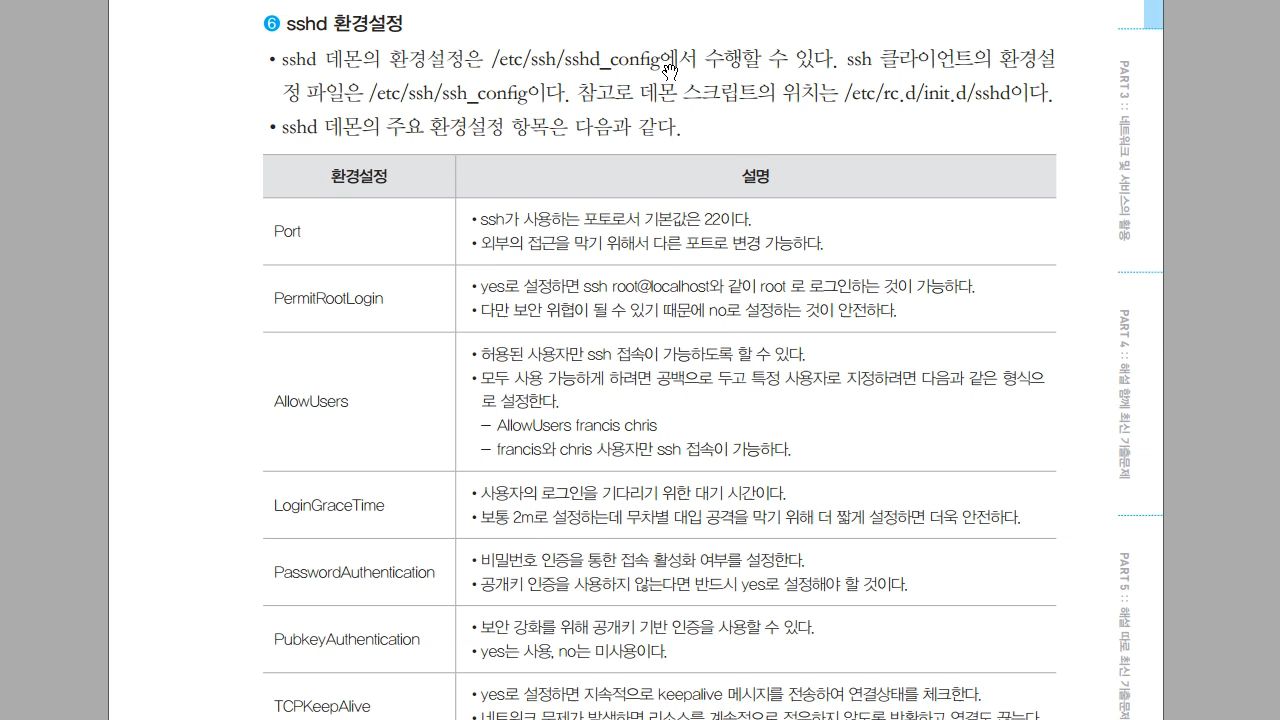 6 sshd 환경설정
• sshd 데몬의 환경설정은 /etc/ssh/sshd_config에서 수행할 수 있다. ssh 클라이언트의 환경설
정 파일은 /etc/ssh/ssh_config이다. 참고로 데몬 스크립트의 위치는 /etc/rc.d/init.d/sshd이다.
• sshd 데몬의 주요 환경설정 항목은 다음과 같다.
환경설정 설명
Port
• ssh가 사용하는 포트로서 기본값은 22이다.
• 외부의 접근을 막기 위해서 다른 포트로 변경 가능하다.
PermitRootLogin
• yes로 설정하면 ssh root@localhost와 같이 root 로 로그인하는 것이 가능하다.
• 다만 보안 위협이 될 수 있기 때문에 no로 설정하는 것이 안전하다.
AllowUsers
• 허용된 사용자만 ssh 접속이 가능하도록 할 수 있다.
• 모두 허용 가능하게 하려면 공백으로 두고 특정 사용자로 지정하려면 다음과 같은 형식으
로 지정한다.
– AllowUsers francis chris
– francis와 chris 사용자만 ssh 접속이 가능하다.
LoginGraceTime
• 사용자의 로그인을 기다리기 위한 대기 시간이다.
• 보통 2m로 설정하는데 무차별 대입 공격을 막기 위해 더 짧게 설정하면 더욱 안전하다.
PasswordAuthentication
• 비밀번호 인증을 통한 접속 활성화 여부를 설정한다.
• 공개키 인증을 사용하지 않는다면 반드시 yes로 설정해야 할 것이다.
PubkeyAuthentication
• 보안강화를 위해 공개키 기반 인증을 사용할 수 있다.
• yes는 사용, no는 미사용이다.
TCPKeepAlive
• yes로 설정하면 지속적으로 keepalive 메시지를 전송하여 연결상태를 체크한다.
PART 3 :: 네트워크 및 서비스의 활용
PART 4 :: 해설 함께 최신 기출문제
PART 5 :: 해설 따로 최신 기출문제